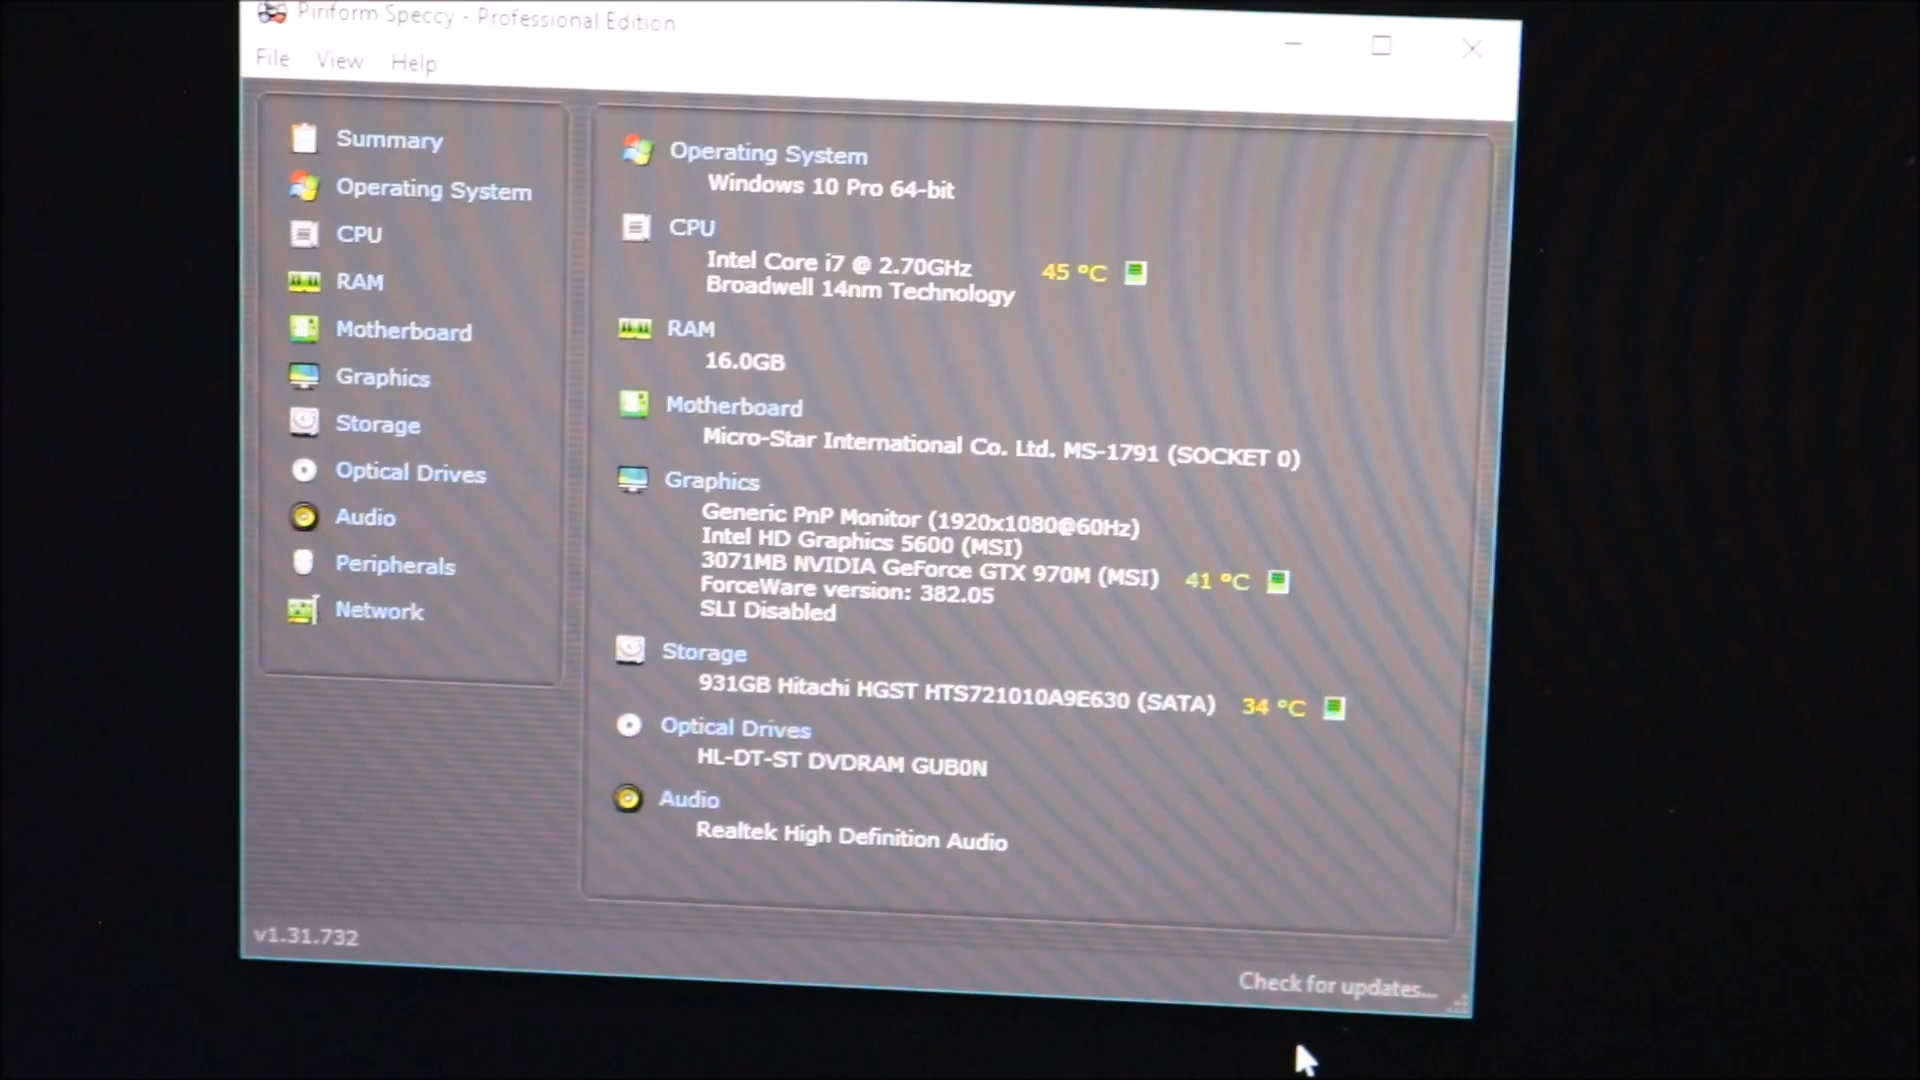 Piriform Speccy - Professional Edition
File View Help
Summary
Operating System
CPU
RAM
Motherboard
Graphics
Storage
Optical Drives
Audio
Peripherals
Network
Operating System
Windows 10 Pro 64-bit
CPU
Intel Core i7 @ 2.70GHz 45 °C
Broadwell 14nm Technology
RAM
16.0GB
Motherboard
Micro-Star International Co. Ltd. MS-1791 (SOCKET 0)
Graphics
Generic PnP Monitor (1920x1080@60Hz)
Intel HD Graphics 5600 (MSI)
3071MB NVIDIA GeForce GTX 970M (MSI) 41 °C
ForceWare version: 382.05
SLI Disabled
Storage
931GB Hitachi HGST HTS721010A9E630 (SATA) 34 °C
Optical Drives
HL-DT-ST DVDRAM GUB0N
Audio
Realtek High Definition Audio
v1.31.732
Check for updates...